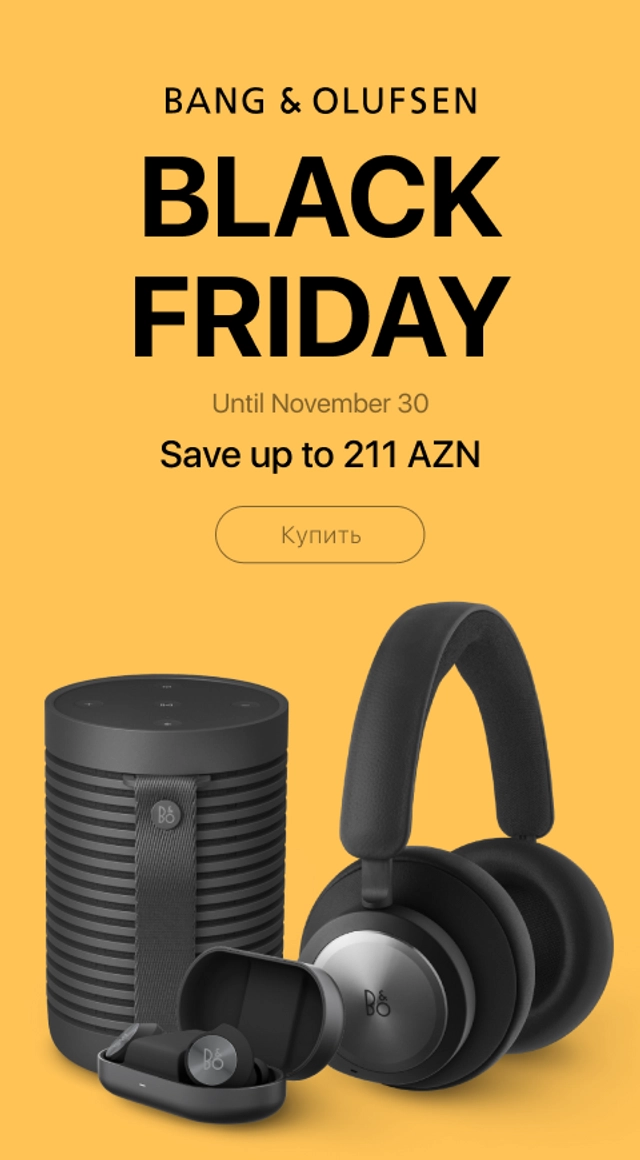 BANG & OLUFSEN
BLACK
FRIDAY
Until November 30
Save up to 211 AZN
Купить
B&O
B&O
B&O